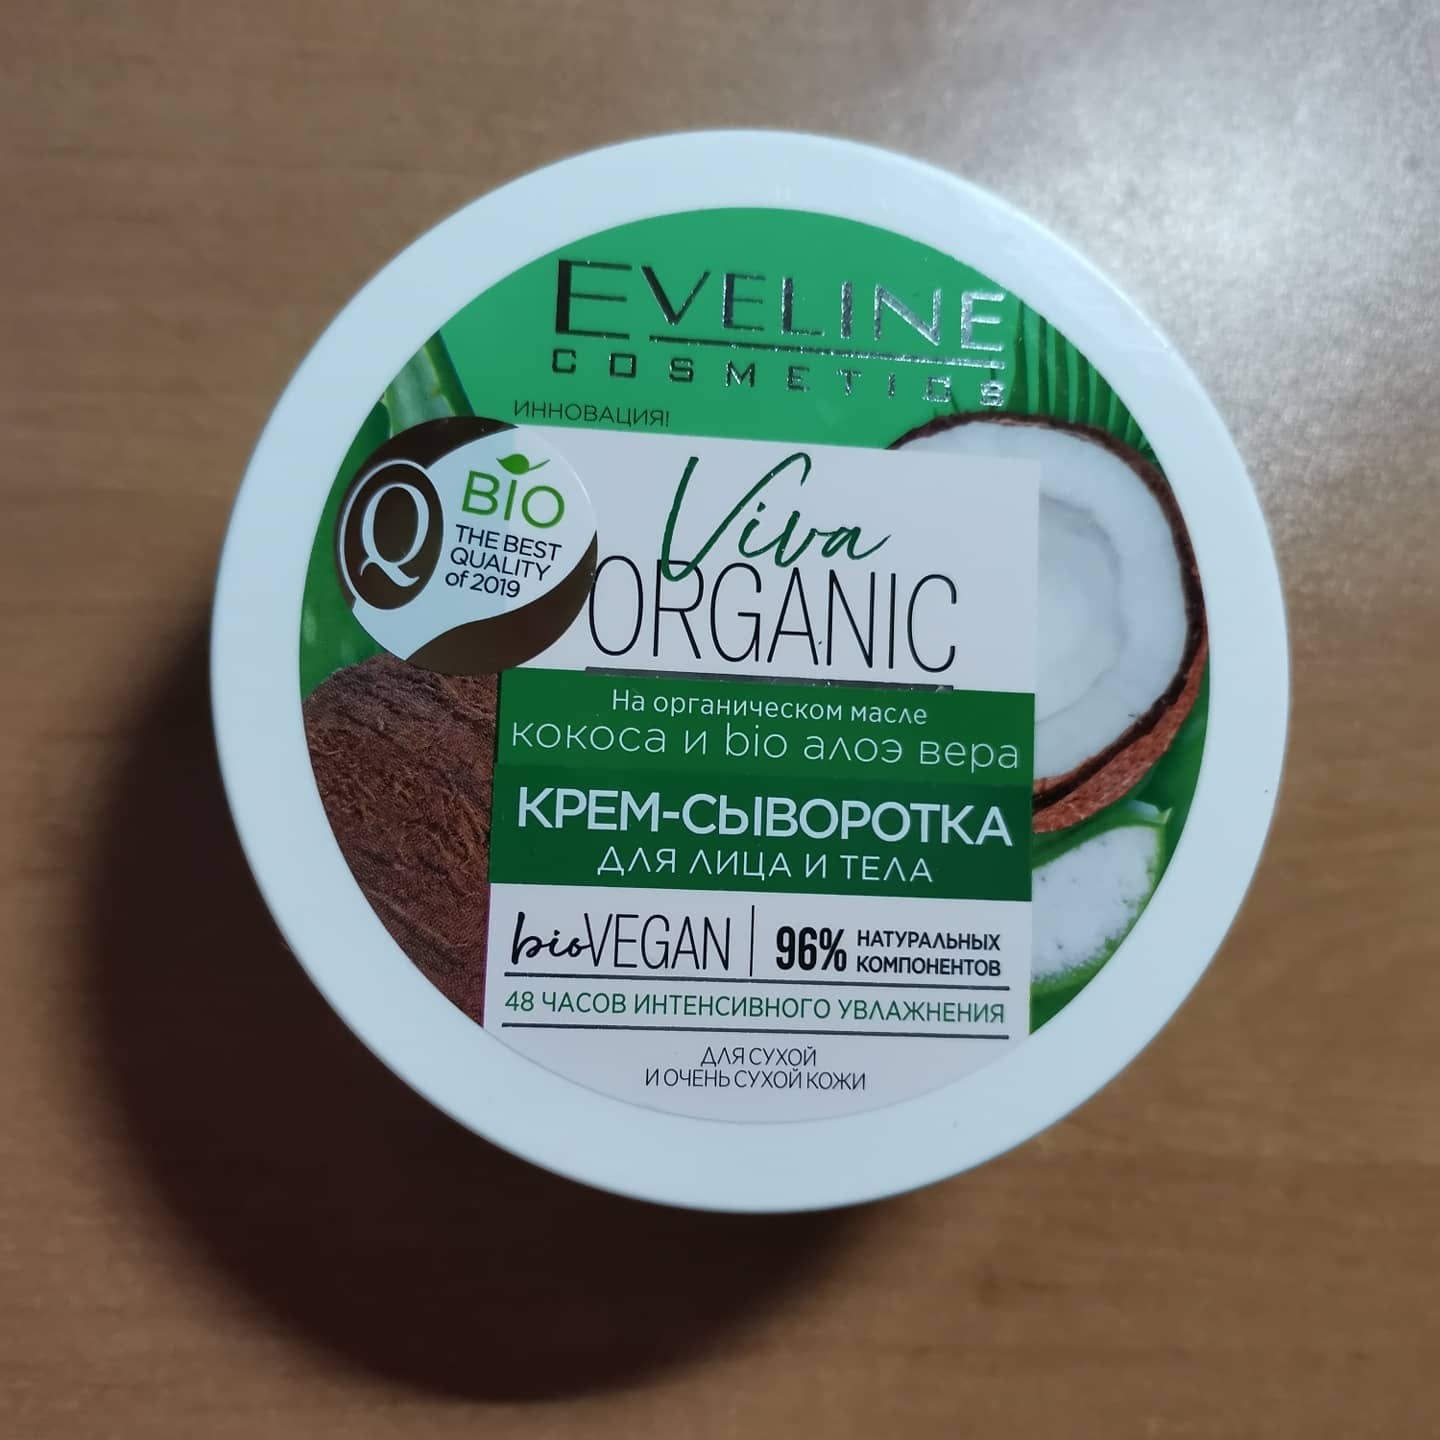 EVELINE
COSMETICS
ИННОВАЦИЯ!
Q
BIO
THE BEST
QUALITY
of 2019
Viva
ORGANIC
На органическом масле
кокоса и bio алоэ вера
КРЕМ-СЫВОРОТКА
ДЛЯ ЛИЦА И ТЕЛА
bioVEGAN
96% НАТУРАЛЬНЫХ
КОМПОНЕНТОВ
48 ЧАСОВ ИНТЕНСИВНОГО УВЛАЖНЕНИЯ
ДЛЯ СУХОЙ
И ОЧЕНЬ СУХОЙ КОЖИ